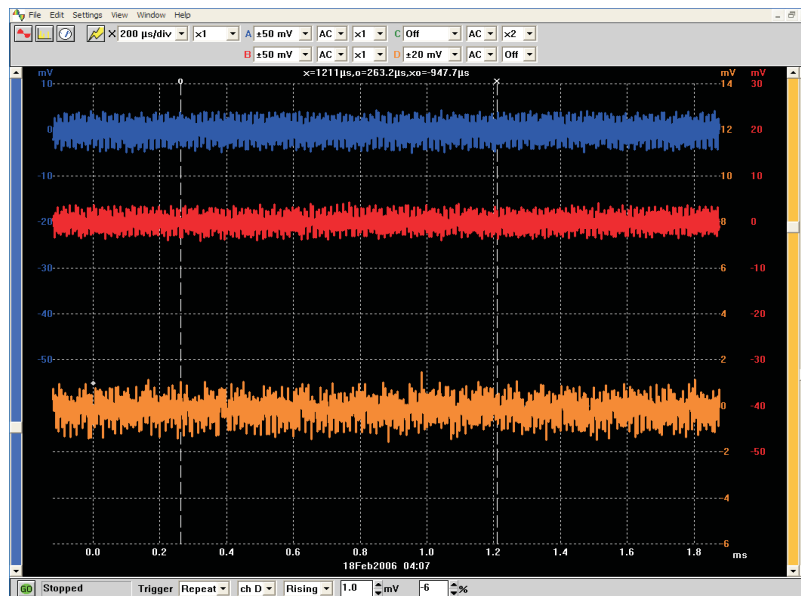 File Edit Settings View Window Help
× 200 µs/div ×1 A ±50 mV AC ×1 C Off AC ×2
B ±50 mV AC ×1 D ±20 mV AC Off
x=1211µs,o=263.2µs,xo=-947.7µs
mV o × mV mV
10 14 30
0 12 20
-10 10 10
-20 8 0
-30 6 -10
-40 4 -20
-50 2 -30
0 -40
-2 -50
-4
-6
0.0 0.2 0.4 0.6 0.8 1.0 1.2 1.4 1.6 1.8 ms
18Feb2006 04:07
GO Stopped Trigger Repeat ch D Rising 1.0 mV -6 %